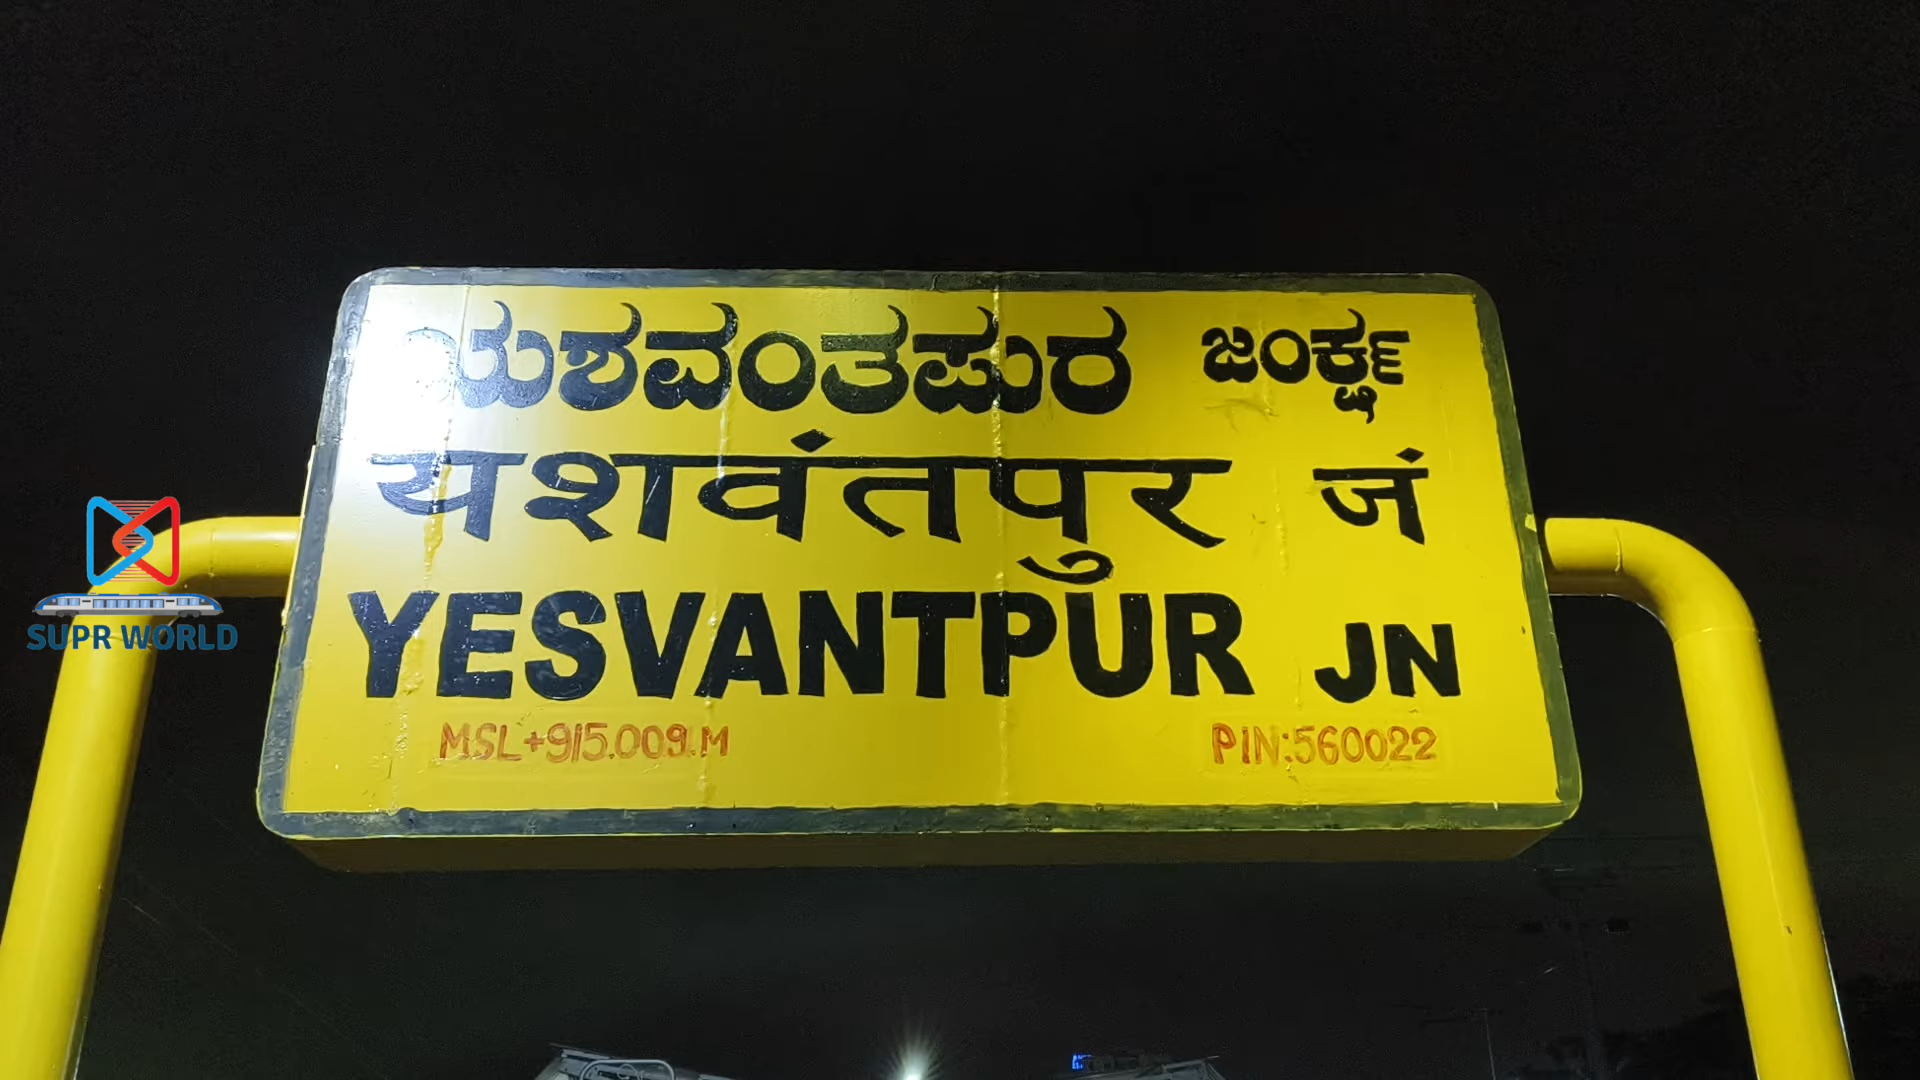 ಯಶವಂತಪುರ ಜಂಕ್ಷನ್
यशवंतपुर जं
YESVANTPUR JN
MSL+915.009.M PIN:560022
SUPR WORLD